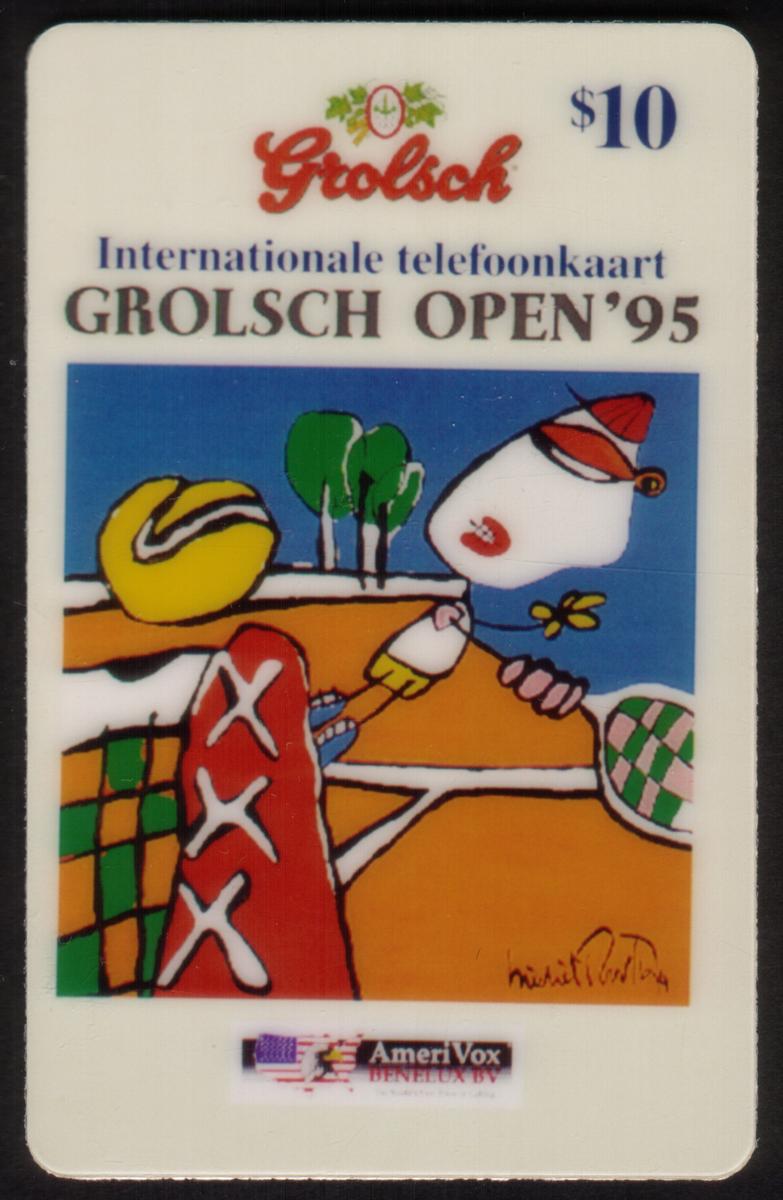 Grolsch
$10
Internationale telefoonkaart
GROLSCH OPEN '95
X
X
X
AmeriVox
BENELUX BV